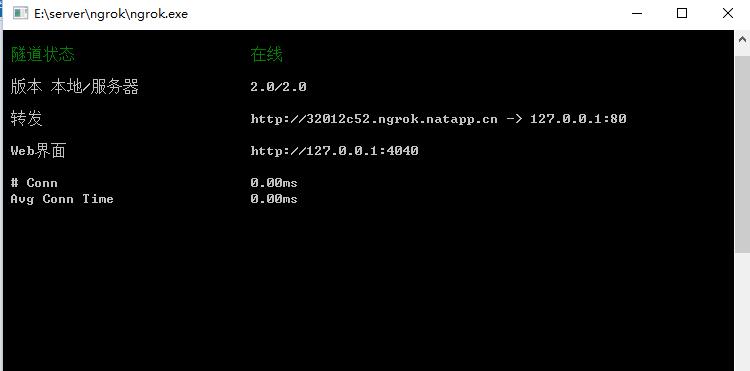 E:\server\ngrok\ngrok.exe
隧道状态 在线
版本 本地/服务器 2.0/2.0
转发 http://32012c52.ngrok.natapp.cn -> 127.0.0.1:80
Web界面 http://127.0.0.1:4040
# Conn 0.00ms
Avg Conn Time 0.00ms